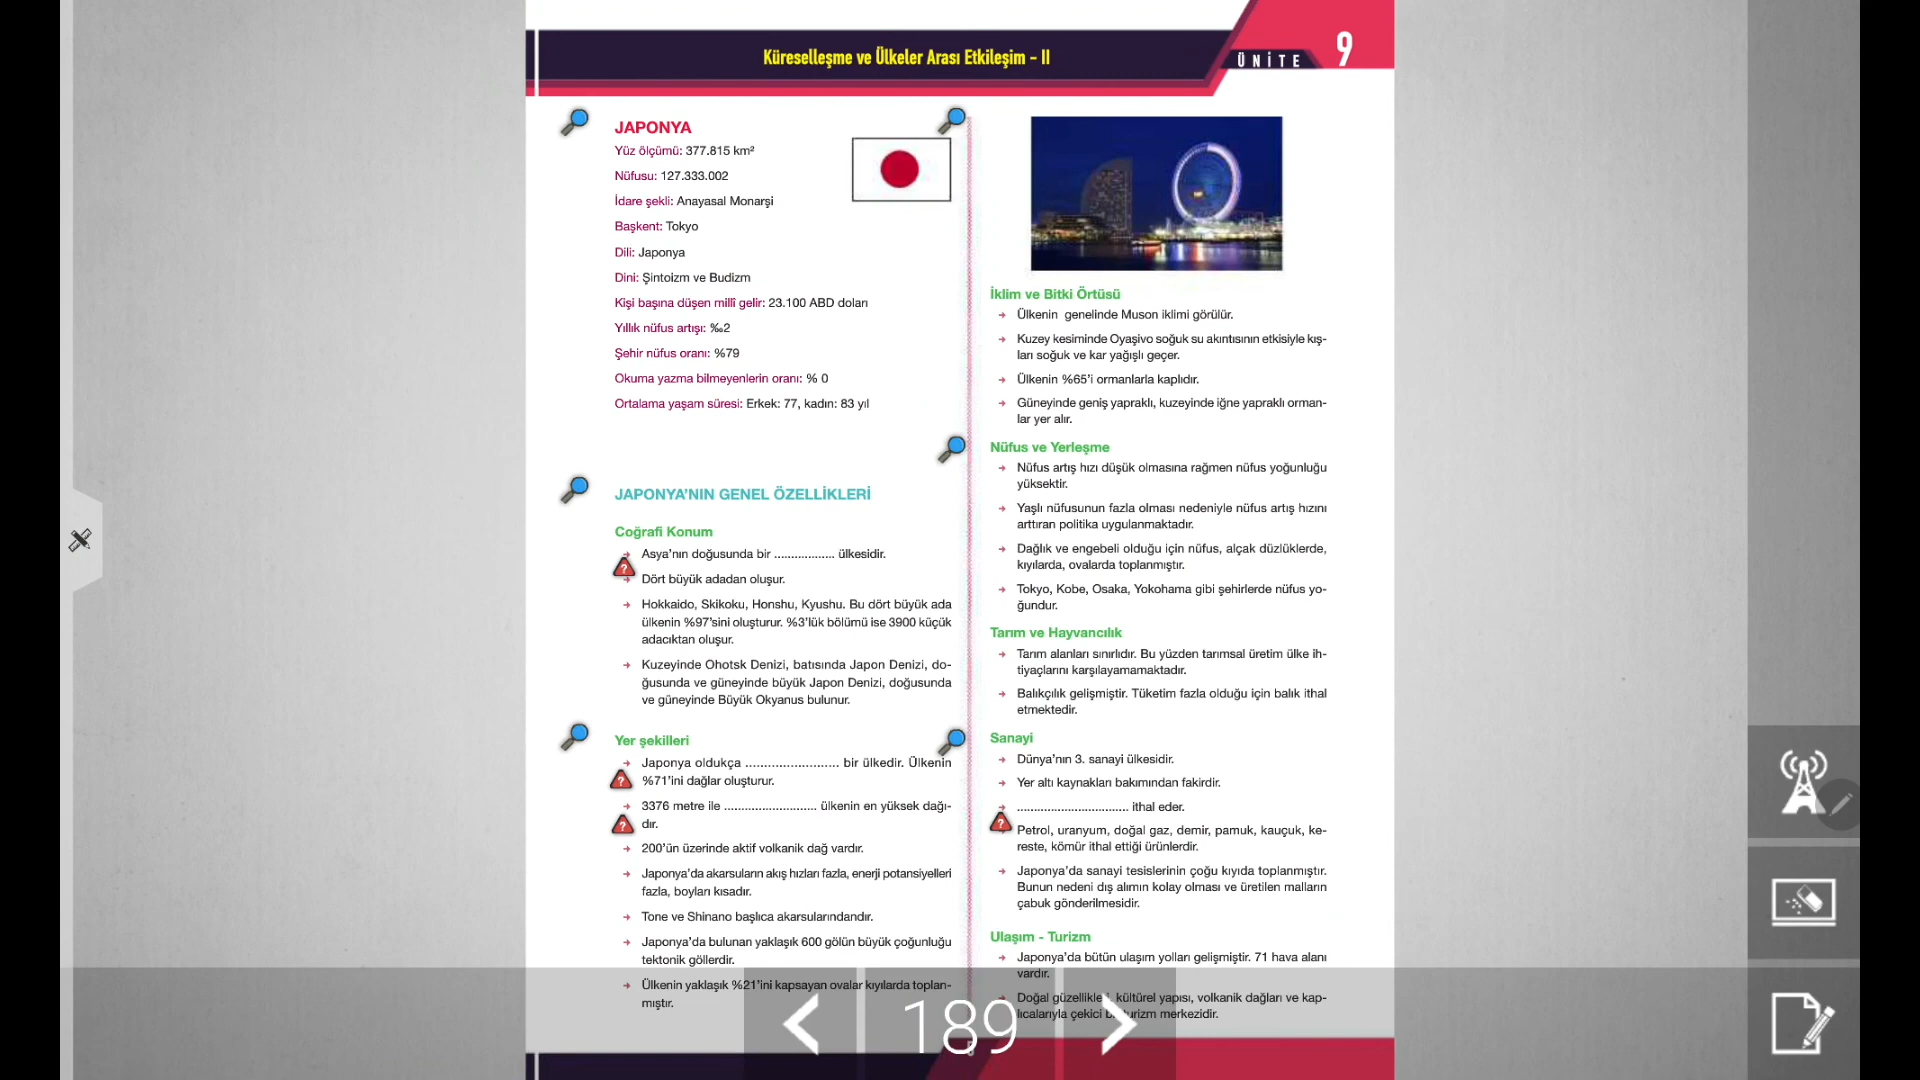 Küreselleşme ve Ülkeler Arası Etkileşim - II
ÜNİTE 9
JAPONYA
Yüz ölçümü: 377.815 km²
Nüfusu: 127.333.002
İdare şekli: Anayasal Monarşi
Başkent: Tokyo
Dili: Japonya
Dini: Şintoizm ve Budizm
Kişi başına düşen millî gelir: 23.100 ABD doları
Yıllık nüfus artışı: ‰2
Şehir nüfus oranı: %79
Okuma yazma bilmeyenlerin oranı: % 0
Ortalama yaşam süresi: Erkek: 77, kadın: 83 yıl
JAPONYA'NIN GENEL ÖZELLİKLERİ
Coğrafi Konum
Asya'nın doğusunda bir .................. ülkesidir.
Dört büyük adadan oluşur.
Hokkaido, Skikoku, Honshu, Kyushu. Bu dört büyük ada
ülkenin %97'sini oluşturur. %3'lük bölümü ise 3900 küçük
adacıktan oluşur.
Kuzeyinde Ohotsk Denizi, batısında Japon Denizi, do-
ğusunda ve güneyinde büyük Japon Denizi, doğusunda
ve güneyinde Büyük Okyanus bulunur.
Yer şekilleri
Japonya oldukça ......................... bir ülkedir. Ülkenin
%71'ini dağlar oluşturur.
3376 metre ile ........................... ülkenin en yüksek dağı-
dır.
200'ün üzerinde aktif volkanik dağ vardır.
Japonya'da akarsuların akış hızları fazla, enerji potansiyelleri
fazla, boyları kısadır.
Tone ve Shinano başlıca akarsularındandır.
Japonya'da bulunan yaklaşık 600 gölün büyük çoğunluğu
tektonik göllerdir.
Ülkenin yaklaşık %21'ini kapsayan ovalar kıyılarda toplan-
mıştır.
İklim ve Bitki Örtüsü
Ülkenin genelinde Muson iklimi görülür.
Kuzey kesiminde Oyaşivo soğuk su akıntısının etkisiyle kış-
ları soğuk ve kar yağışlı geçer.
Ülkenin %65'i ormanlarla kaplıdır.
Güneyinde geniş yapraklı, kuzeyinde iğne yapraklı orman-
lar yer alır.
Nüfus ve Yerleşme
Nüfus artış hızı düşük olmasına rağmen nüfus yoğunluğu
yüksektir.
Yaşlı nüfusunun fazla olması nedeniyle nüfus artış hızını
arttıran politika uygulanmaktadır.
Dağlık ve engebeli olduğu için nüfus, alçak düzlüklerde,
kıyılarda, ovalarda toplanmıştır.
Tokyo, Kobe, Osaka, Yokohama gibi şehirlerde nüfus yo-
ğundur.
Tarım ve Hayvancılık
Tarım alanları sınırlıdır. Bu yüzden tarımsal üretim ülke ih-
tiyaçlarını karşılayamamaktadır.
Balıkçılık gelişmiştir. Tüketim fazla olduğu için balık ithal
etmektedir.
Sanayi
Dünya'nın 3. sanayi ülkesidir.
Yer altı kaynakları bakımından fakirdir.
................................. ithal eder.
Petrol, uranyum, doğal gaz, demir, pamuk, kauçuk, ke-
reste, kömür ithal ettiği ürünlerdir.
Japonya'da sanayi tesislerinin çoğu kıyıda toplanmıştır.
Bunun nedeni dış alımın kolay olması ve üretilen malların
çabuk gönderilmesidir.
Ulaşım - Turizm
Japonya'da bütün ulaşım yolları gelişmiştir. 71 hava alanı
vardır.
Doğal güzellikleri, kültürel yapısı, volkanik dağları ve kap-
lıcalarıyla çekici bir turizm merkezidir.
189